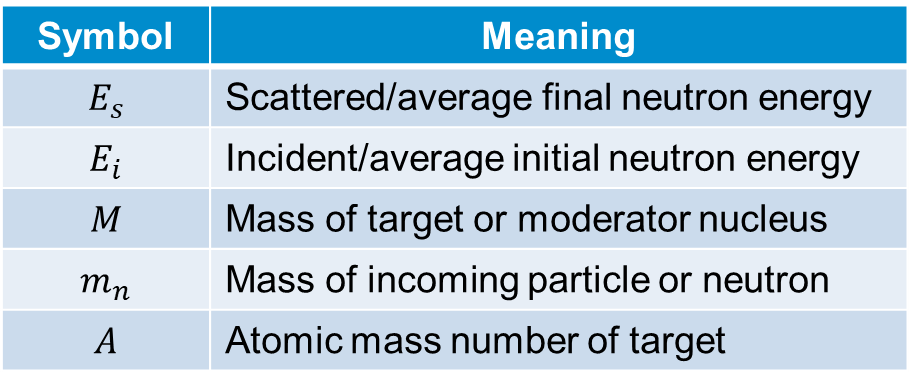 Symbol Meaning
E_s Scattered/average final neutron energy
E_i Incident/average initial neutron energy
M Mass of target or moderator nucleus
m_n Mass of incoming particle or neutron
A Atomic mass number of target